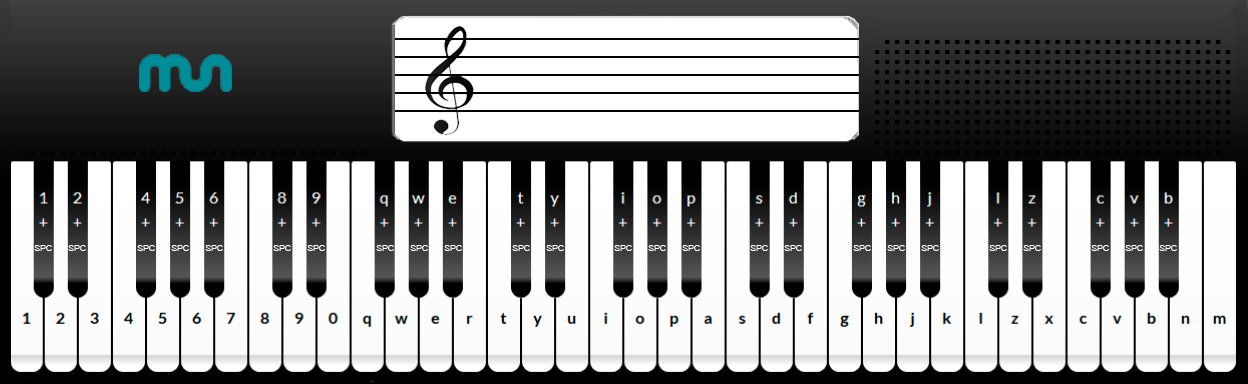 mun
1 2 4 5 6 8 9 q w e t y i o p s d g h j l z c v b
+ + + + + + + + + + + + + + + + + + + + + + + + +
SPC SPC SPC SPC SPC SPC SPC SPC SPC SPC SPC SPC SPC SPC SPC SPC SPC SPC SPC SPC SPC SPC SPC SPC SPC
1 2 3 4 5 6 7 8 9 0 q w e r t y u i o p a s d f g h j k l z x c v b n m